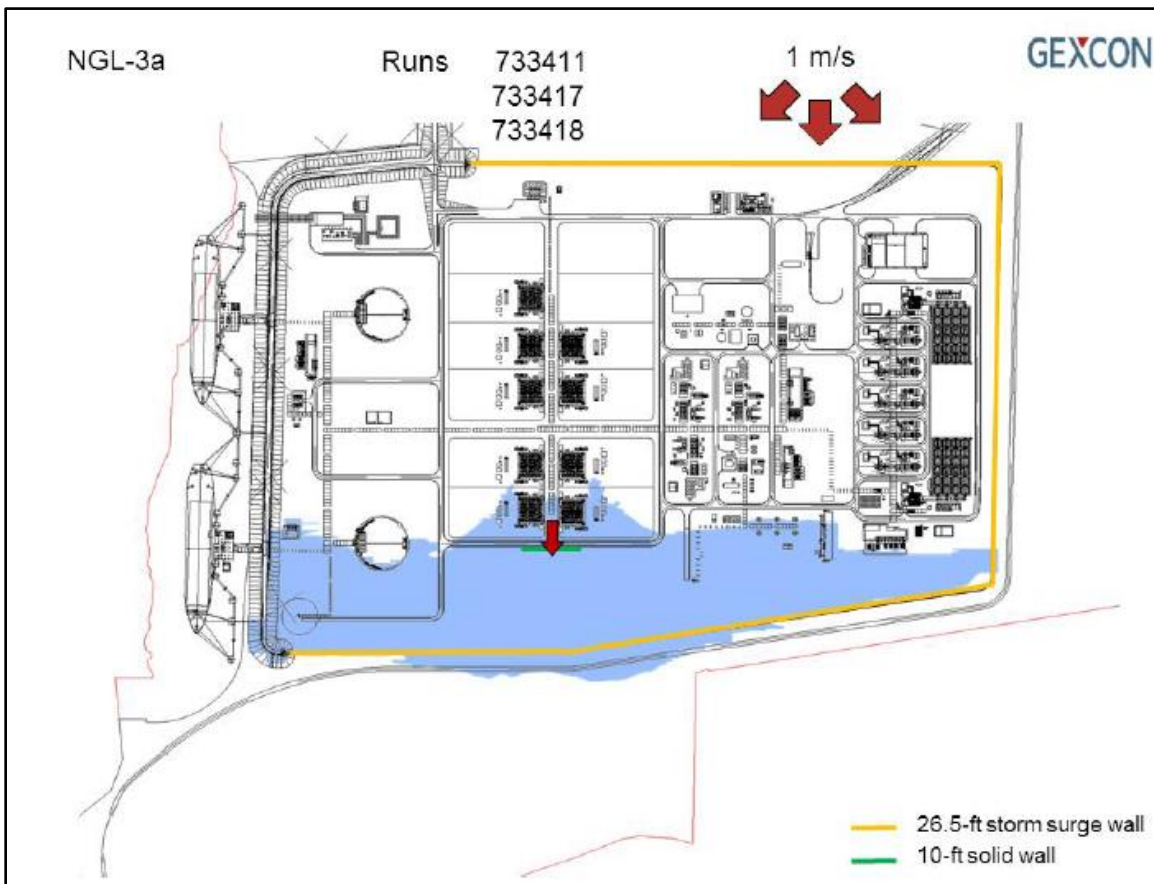 NGL-3a
Runs 733411
733417
733418
1 m/s
GEXCON
26.5-ft storm surge wall
10-ft solid wall